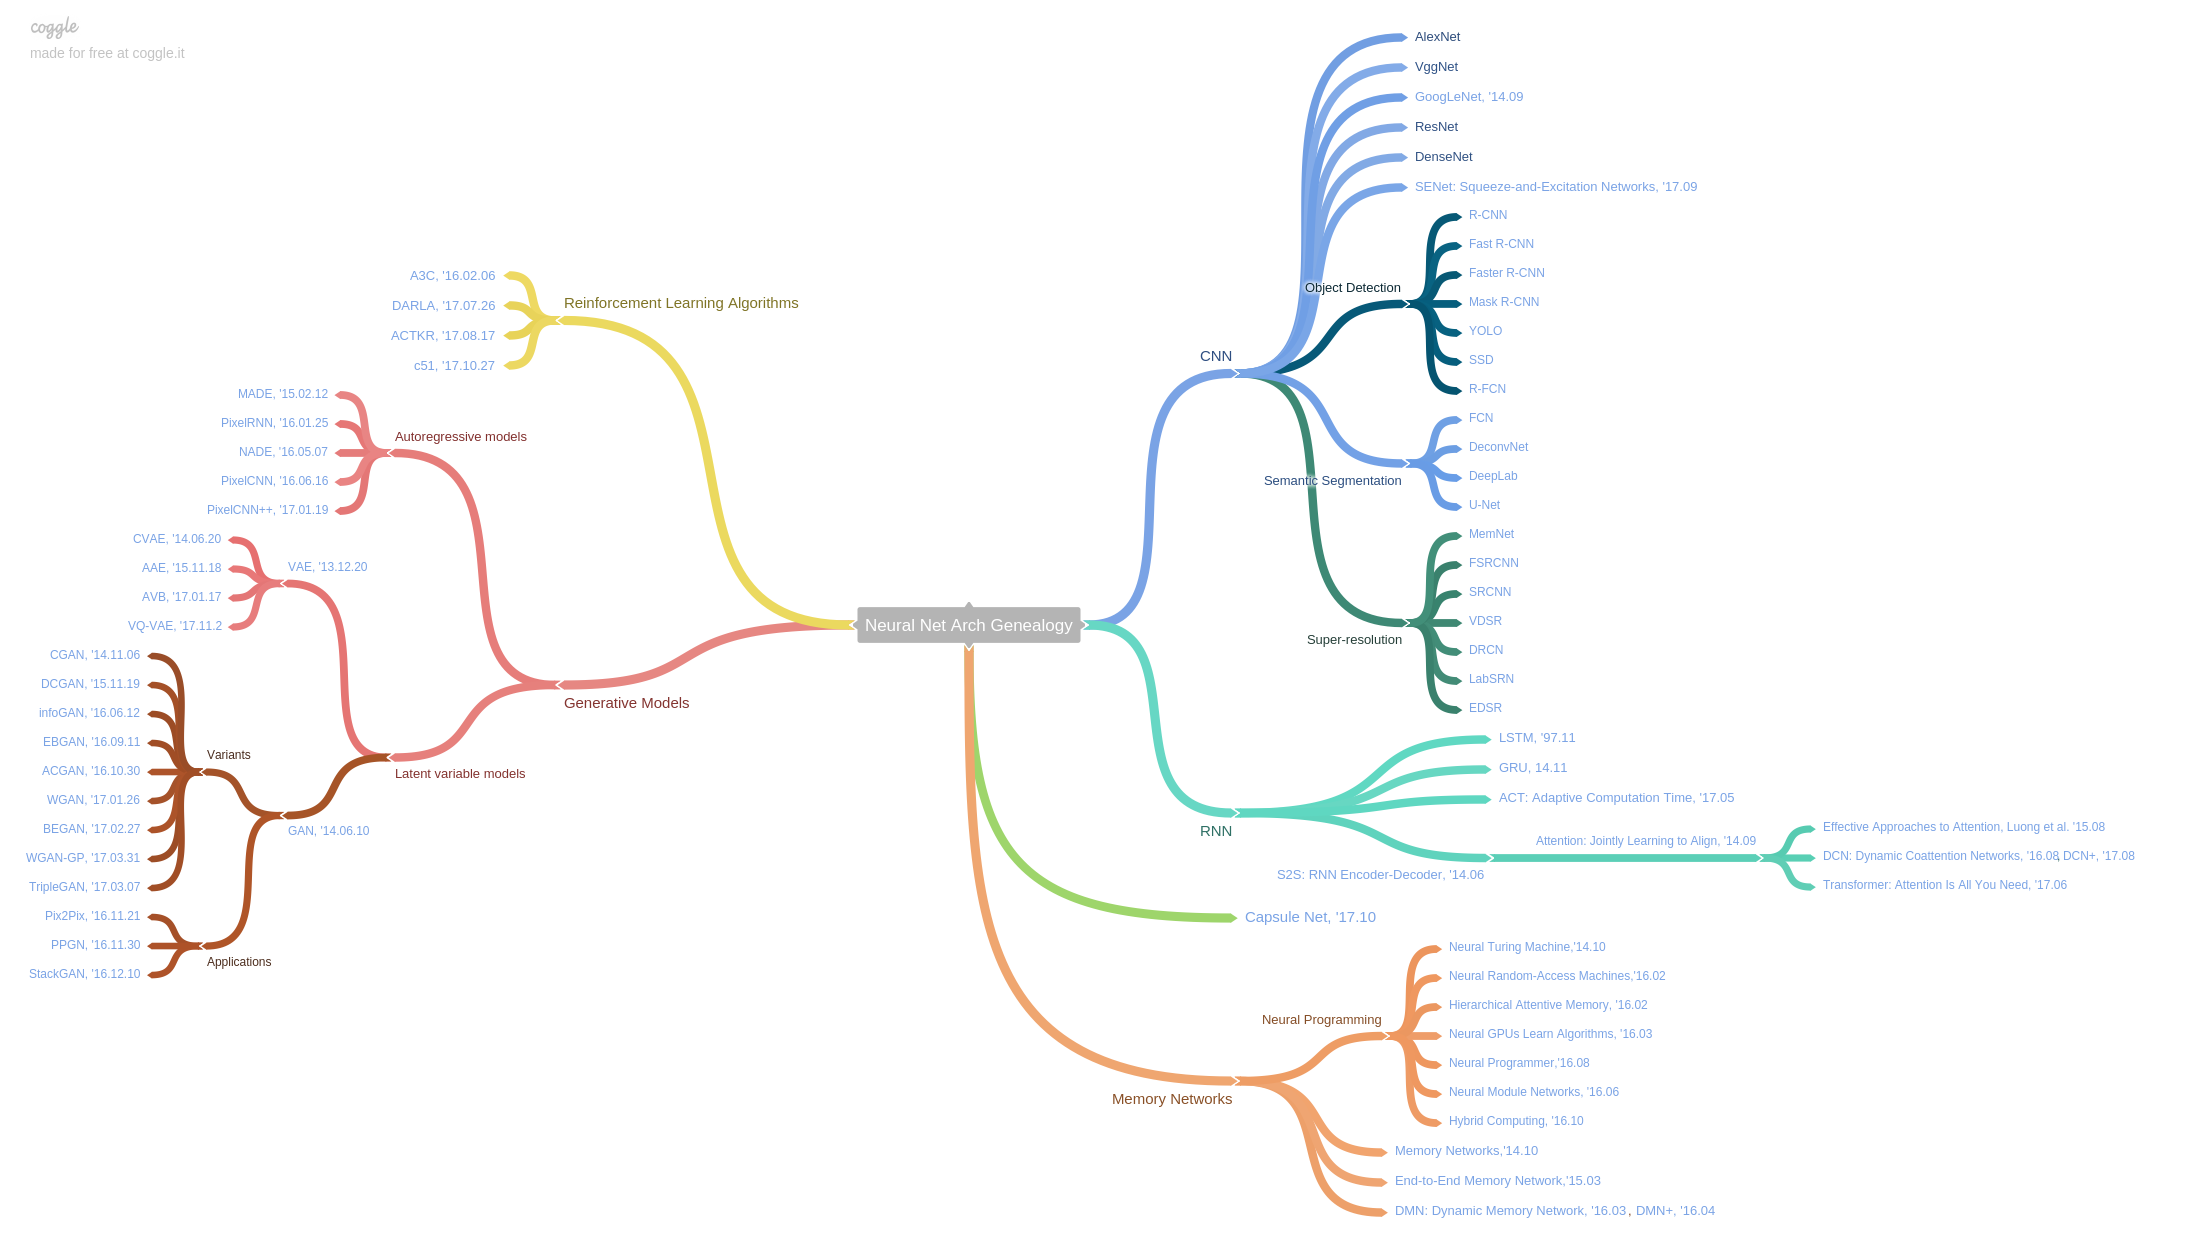 coggle
made for free at coggle.it
Neural Net Arch Genealogy
CNN
AlexNet
VggNet
GoogLeNet, '14.09
ResNet
DenseNet
SENet: Squeeze-and-Excitation Networks, '17.09
Object Detection
R-CNN
Fast R-CNN
Faster R-CNN
Mask R-CNN
YOLO
SSD
R-FCN
Semantic Segmentation
FCN
DeconvNet
DeepLab
U-Net
Super-resolution
MemNet
FSRCNN
SRCNN
VDSR
DRCN
LabSRN
EDSR
RNN
LSTM, '97.11
GRU, 14.11
ACT: Adaptive Computation Time, '17.05
S2S: RNN Encoder-Decoder, '14.06
Attention: Jointly Learning to Align, '14.09
Effective Approaches to Attention, Luong et al. '15.08
DCN: Dynamic Coattention Networks, '16.08, DCN+, '17.08
Transformer: Attention Is All You Need, '17.06
Capsule Net, '17.10
Memory Networks
Neural Programming
Neural Turing Machine,'14.10
Neural Random-Access Machines,'16.02
Hierarchical Attentive Memory, '16.02
Neural GPUs Learn Algorithms, '16.03
Neural Programmer,'16.08
Neural Module Networks, '16.06
Hybrid Computing, '16.10
Memory Networks,'14.10
End-to-End Memory Network,'15.03
DMN: Dynamic Memory Network, '16.03, DMN+, '16.04
Reinforcement Learning Algorithms
A3C, '16.02.06
DARLA, '17.07.26
ACTKR, '17.08.17
c51, '17.10.27
Generative Models
Autoregressive models
MADE, '15.02.12
PixelRNN, '16.01.25
NADE, '16.05.07
PixelCNN, '16.06.16
PixelCNN++, '17.01.19
Latent variable models
VAE, '13.12.20
CVAE, '14.06.20
AAE, '15.11.18
AVB, '17.01.17
VQ-VAE, '17.11.2
GAN, '14.06.10
Variants
CGAN, '14.11.06
DCGAN, '15.11.19
infoGAN, '16.06.12
EBGAN, '16.09.11
ACGAN, '16.10.30
WGAN, '17.01.26
BEGAN, '17.02.27
WGAN-GP, '17.03.31
TripleGAN, '17.03.07
Applications
Pix2Pix, '16.11.21
PPGN, '16.11.30
StackGAN, '16.12.10